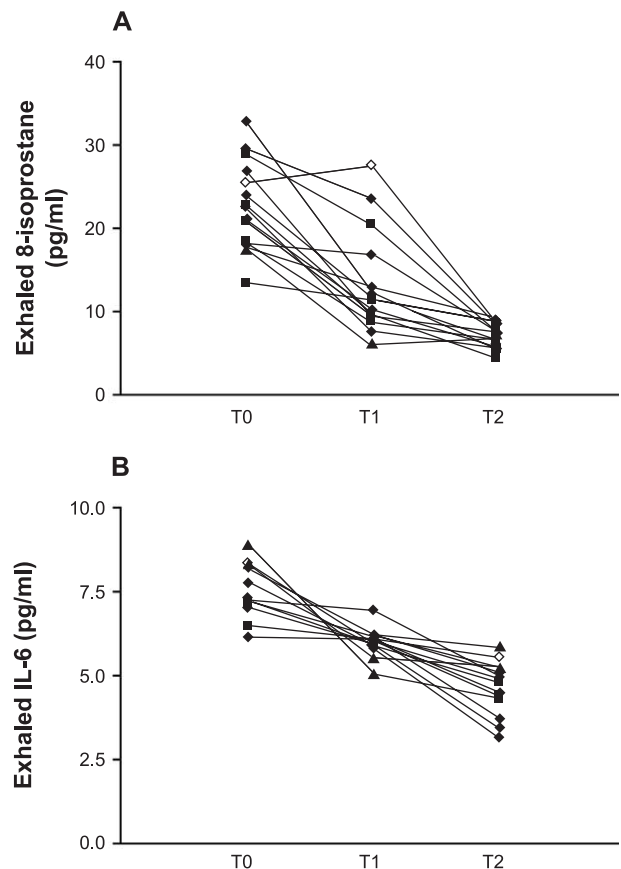 A
Exhaled 8-isoprostane
(pg/ml)
40
30
20
10
0
T0 T1 T2
B
Exhaled IL-6 (pg/ml)
10.0
7.5
5.0
2.5
0.0
T0 T1 T2